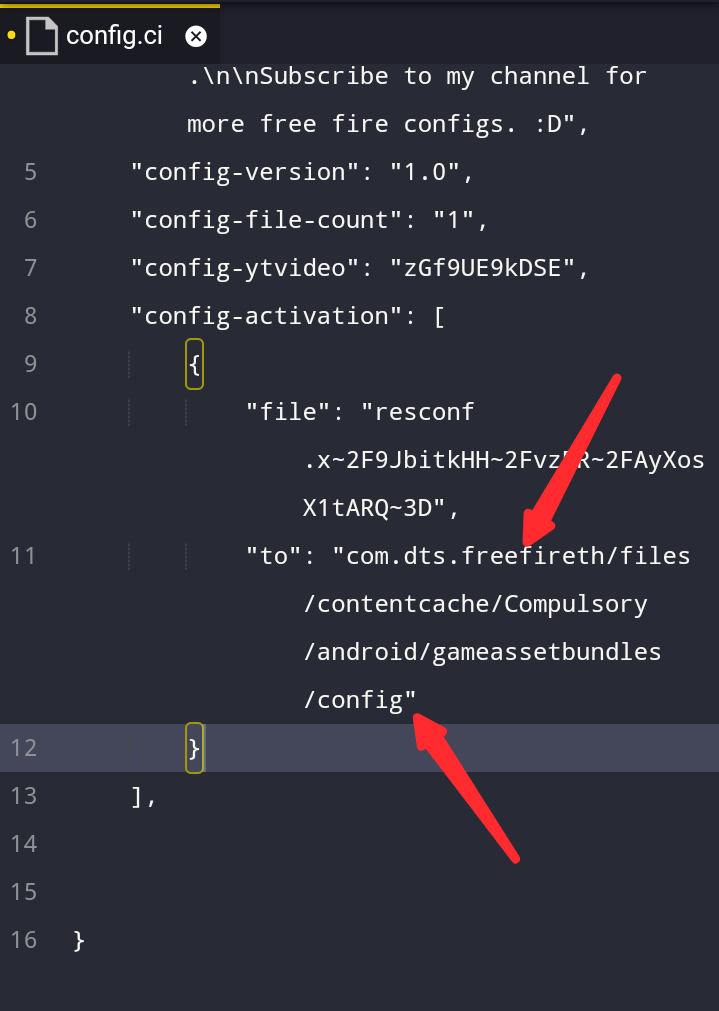 config.ci
.\n\nSubscribe to my channel for
more free fire configs. :D",
5 "config-version": "1.0",
6 "config-file-count": "1",
7 "config-ytvideo": "zGf9UE9kDSE",
8 "config-activation": [
9 {
10 "file": "resconf
.x~2F9JbitkHH~2FvzER~2FAyXos
X1tARQ~3D",
11 "to": "com.dts.freefireth/files
/contentcache/Compulsory
/android/gameassetbundles
/config"
12 }
13 ],
14
15
16 }